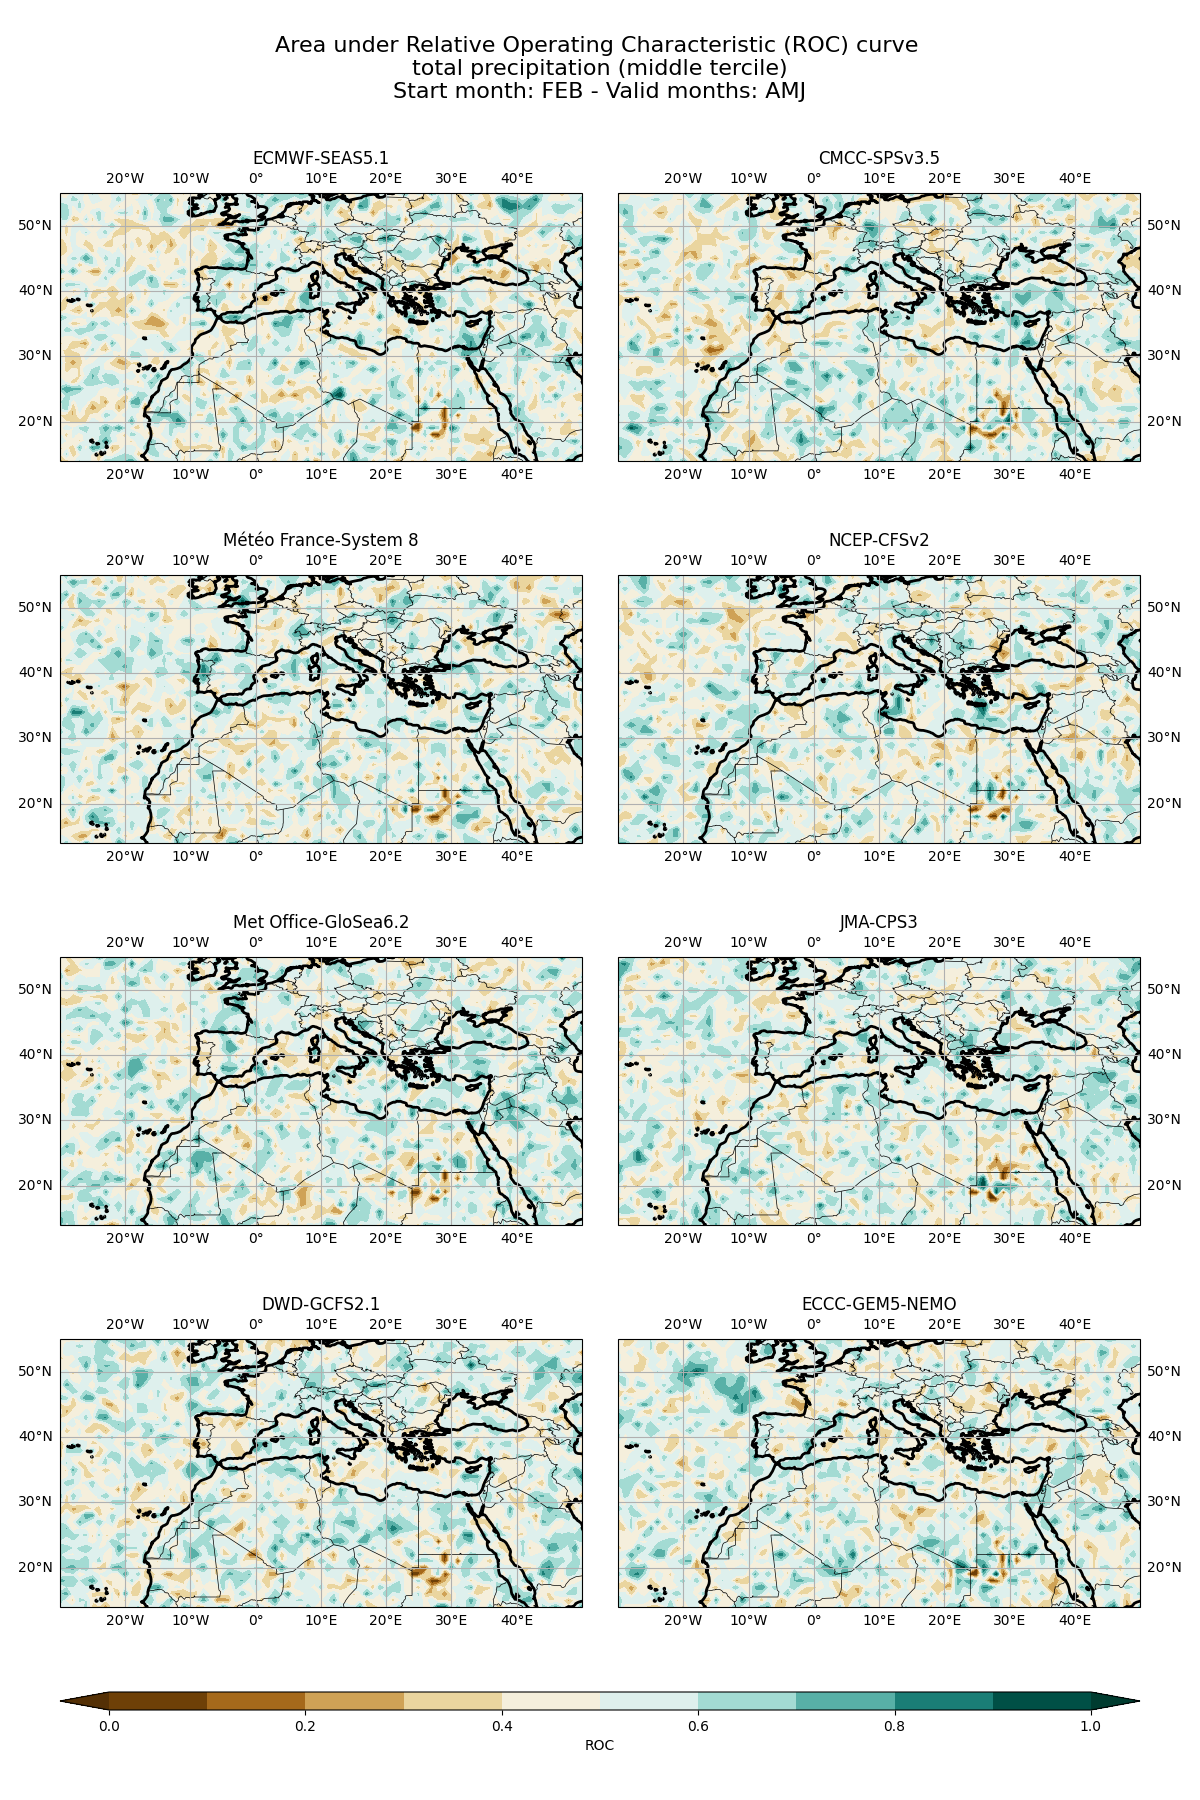 Area under Relative Operating Characteristic (ROC) curve
total precipitation (middle tercile)
Start month: FEB - Valid months: AMJ
ECMWF-SEAS5.1
20°W 10°W 0° 10°E 20°E 30°E 40°E
50°N
40°N
30°N
20°N
20°W 10°W 0° 10°E 20°E 30°E 40°E
CMCC-SPSv3.5
20°W 10°W 0° 10°E 20°E 30°E 40°E
50°N
40°N
30°N
20°N
20°W 10°W 0° 10°E 20°E 30°E 40°E
Météo France-System 8
20°W 10°W 0° 10°E 20°E 30°E 40°E
50°N
40°N
30°N
20°N
20°W 10°W 0° 10°E 20°E 30°E 40°E
NCEP-CFSv2
20°W 10°W 0° 10°E 20°E 30°E 40°E
50°N
40°N
30°N
20°N
20°W 10°W 0° 10°E 20°E 30°E 40°E
Met Office-GloSea6.2
20°W 10°W 0° 10°E 20°E 30°E 40°E
50°N
40°N
30°N
20°N
20°W 10°W 0° 10°E 20°E 30°E 40°E
JMA-CPS3
20°W 10°W 0° 10°E 20°E 30°E 40°E
50°N
40°N
30°N
20°N
20°W 10°W 0° 10°E 20°E 30°E 40°E
DWD-GCFS2.1
20°W 10°W 0° 10°E 20°E 30°E 40°E
50°N
40°N
30°N
20°N
20°W 10°W 0° 10°E 20°E 30°E 40°E
ECCC-GEM5-NEMO
20°W 10°W 0° 10°E 20°E 30°E 40°E
50°N
40°N
30°N
20°N
20°W 10°W 0° 10°E 20°E 30°E 40°E
0.0 0.2 0.4 0.6 0.8 1.0
ROC